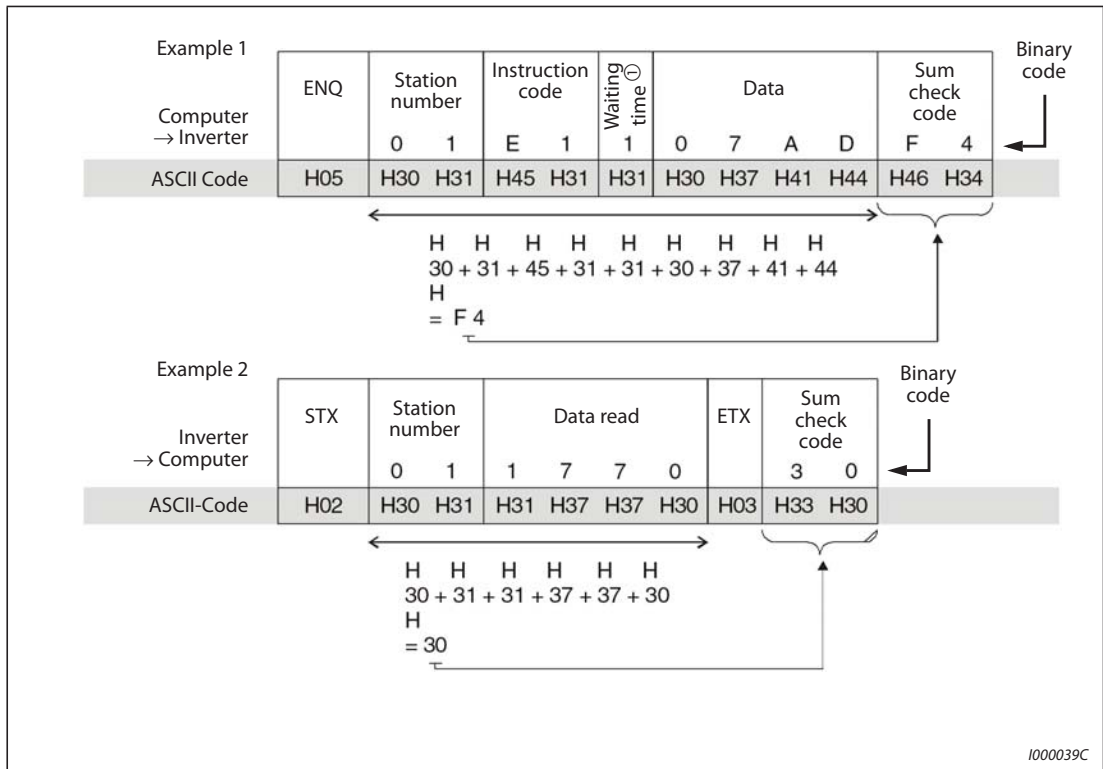 Example 1
Computer
→ Inverter
ENQ
Station
number
Instruction
code
Waiting
time ①
Data
Sum
check
code
Binary
code
0 1 E 1 1 0 7 A D F 4
ASCII Code H05 H30 H31 H45 H31 H31 H30 H37 H41 H44 H46 H34
H H H H H H H H H
30 + 31 + 45 + 31 + 31 + 30 + 37 + 41 + 44
H
= F 4
Example 2
Inverter
→ Computer
STX
Station
number
Data read
ETX
Sum
check
code
Binary
code
0 1 1 7 7 0 3 0
ASCII-Code H02 H30 H31 H31 H37 H37 H30 H03 H33 H30
H H H H H H
30 + 31 + 31 + 37 + 37 + 30
H
= 30
I000039C